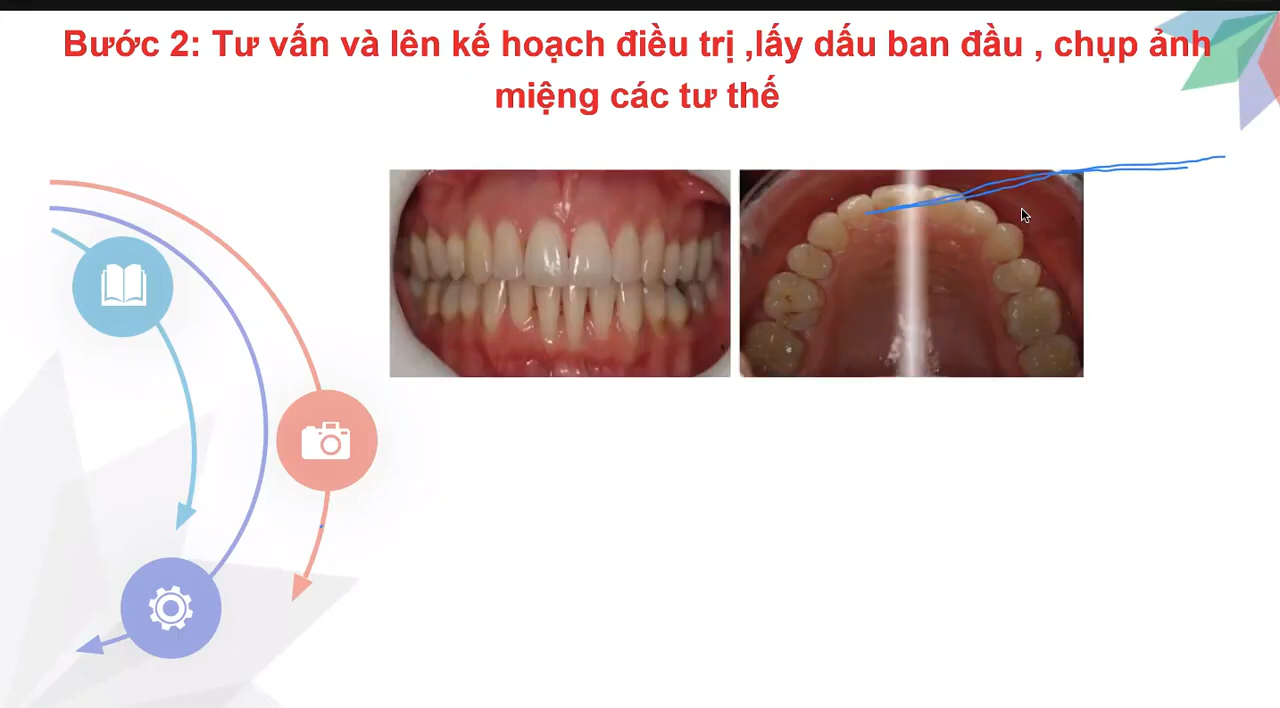 Bước 2: Tư vấn và lên kế hoạch điều trị ,lấy dấu ban đầu , chụp ảnh
miệng các tư thế